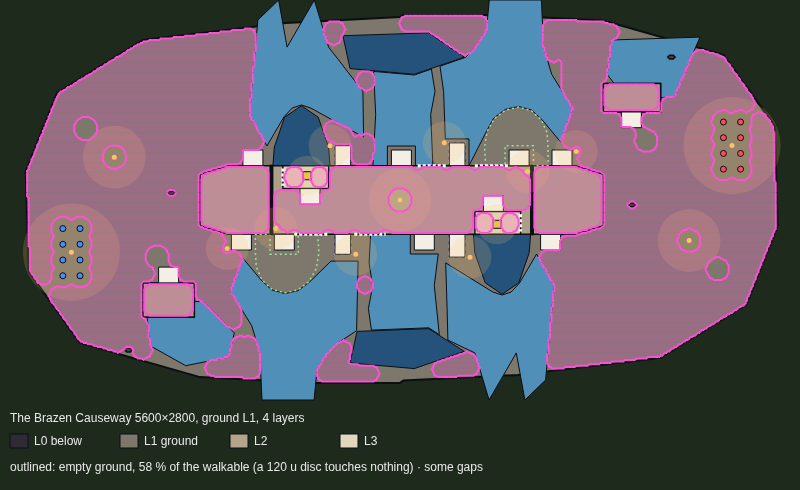 The Brazen Causeway 5600×2800, ground L1, 4 layers
L0 below
L1 ground
L2
L3
outlined: empty ground, 58 % of the walkable (a 120 u disc touches nothing) · some gaps